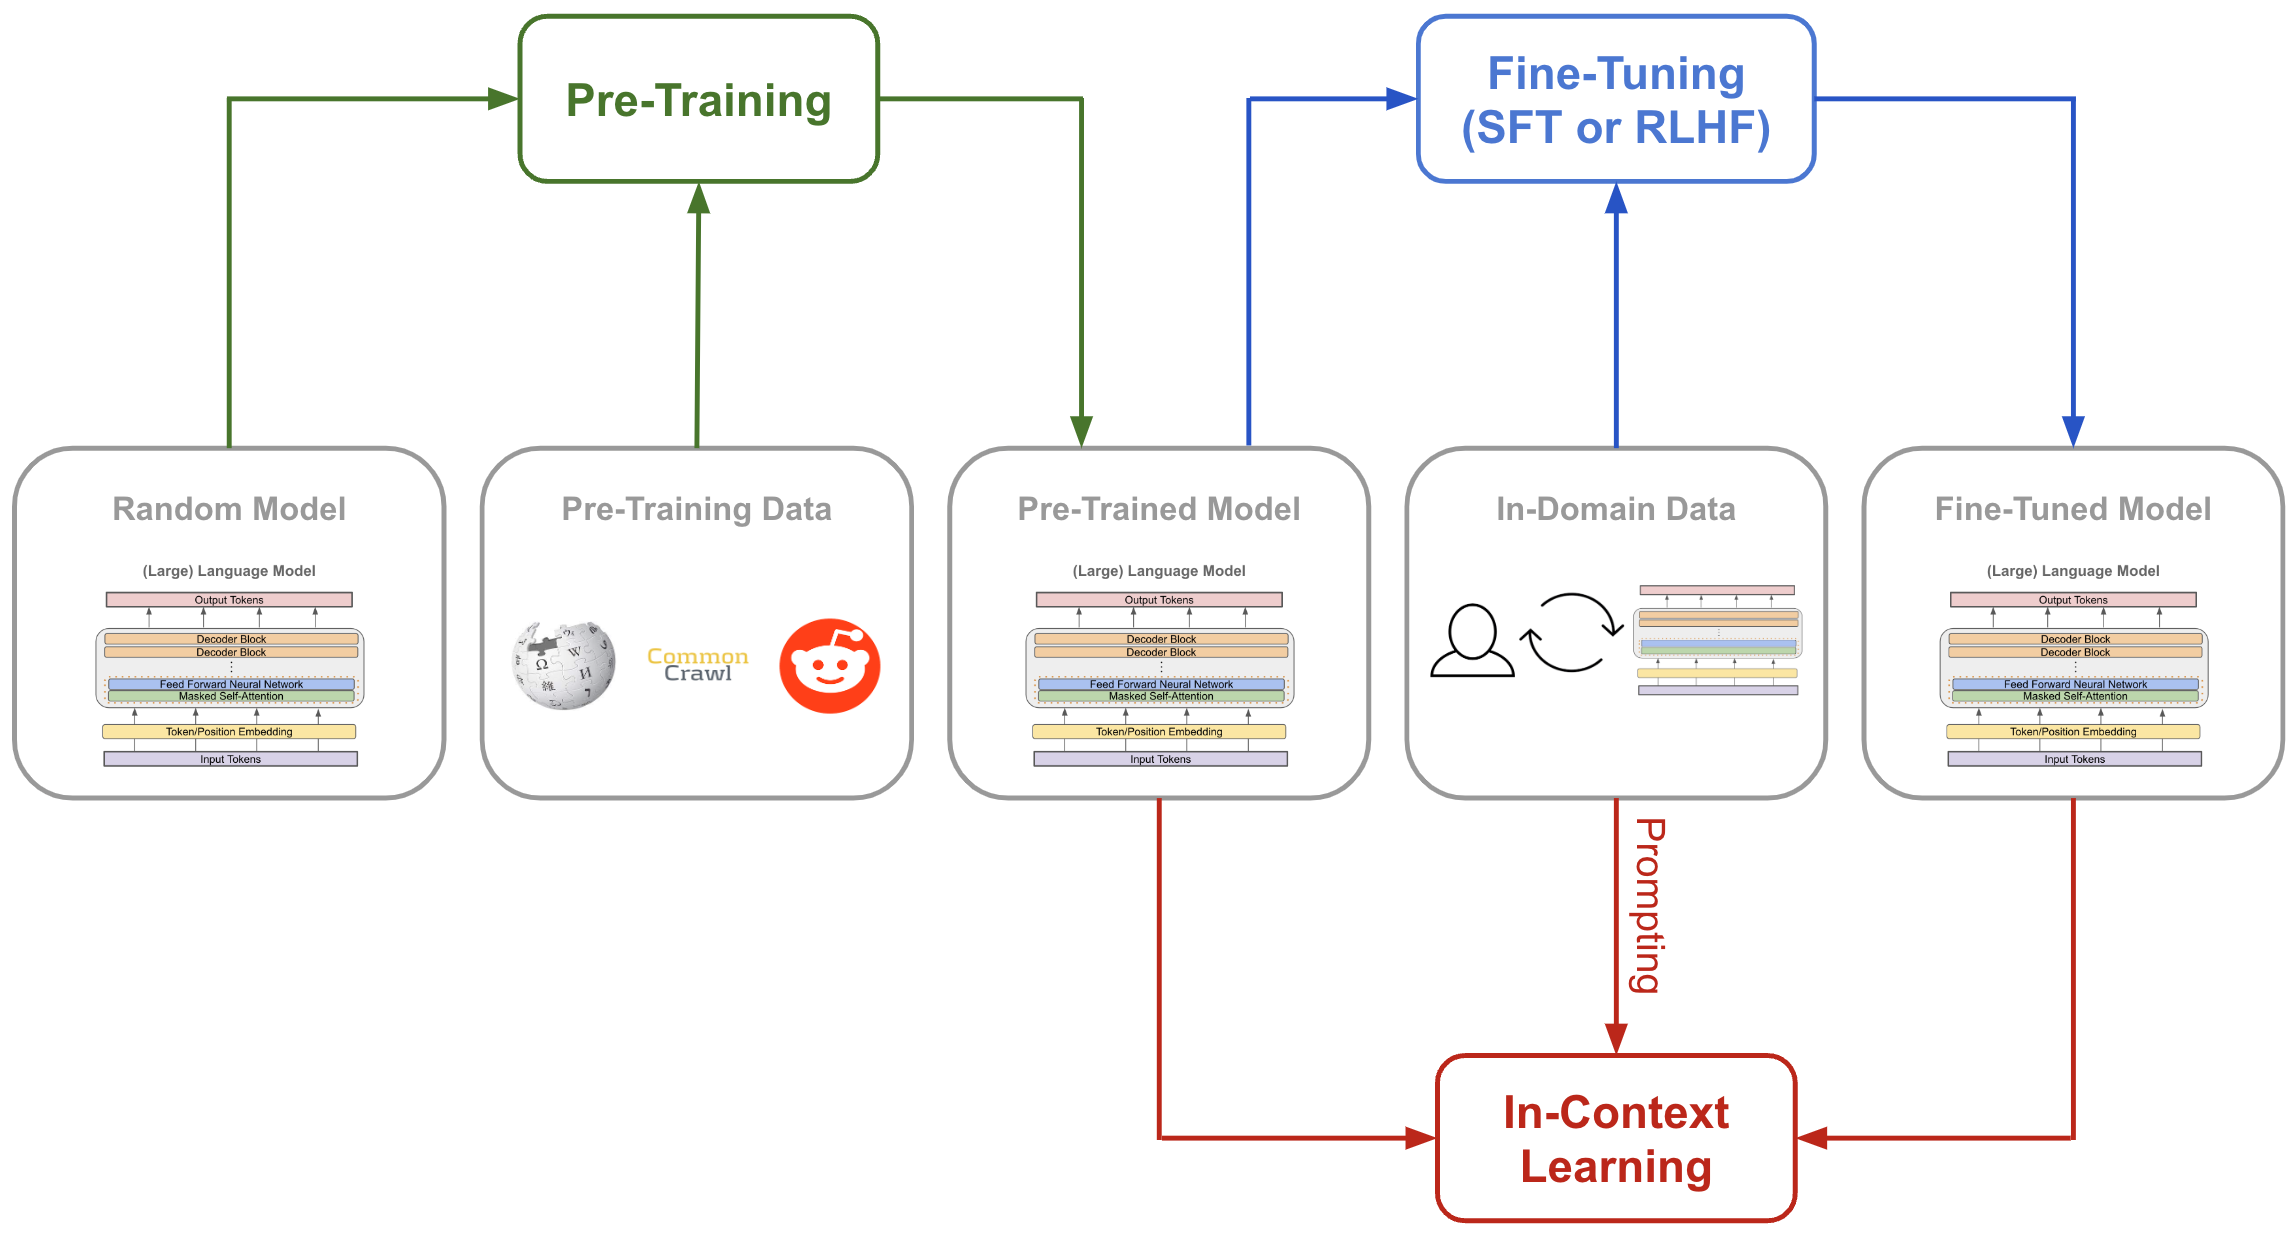 Pre-Training
Fine-Tuning
(SFT or RLHF)
Random Model
(Large) Language Model
Output Tokens
Decoder Block
Decoder Block
Feed Forward Neural Network
Masked Self-Attention
Token/Position Embedding
Input Tokens
Pre-Training Data
Ω
W
И
Common
Crawl
Pre-Trained Model
(Large) Language Model
Output Tokens
Decoder Block
Decoder Block
Feed Forward Neural Network
Masked Self-Attention
Token/Position Embedding
Input Tokens
In-Domain Data
Fine-Tuned Model
(Large) Language Model
Output Tokens
Decoder Block
Decoder Block
Feed Forward Neural Network
Masked Self-Attention
Token/Position Embedding
Input Tokens
Prompting
In-Context
Learning